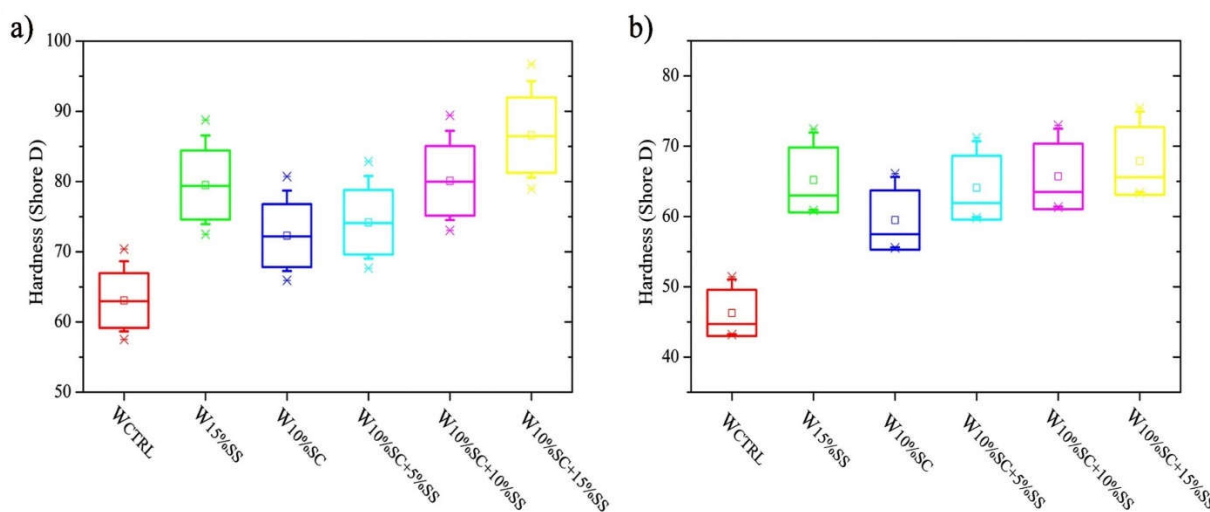 a)
Hardness (Shore D)
100
90
80
70
60
50
WCTRL
W15%SS
W10%SC
W10%SC+5%SS
W10%SC+10%SS
W10%SC+15%SS
b)
Hardness (Shore D)
80
70
60
50
40
WCTRL
W15%SS
W10%SC
W10%SC+5%SS
W10%SC+10%SS
W10%SC+15%SS